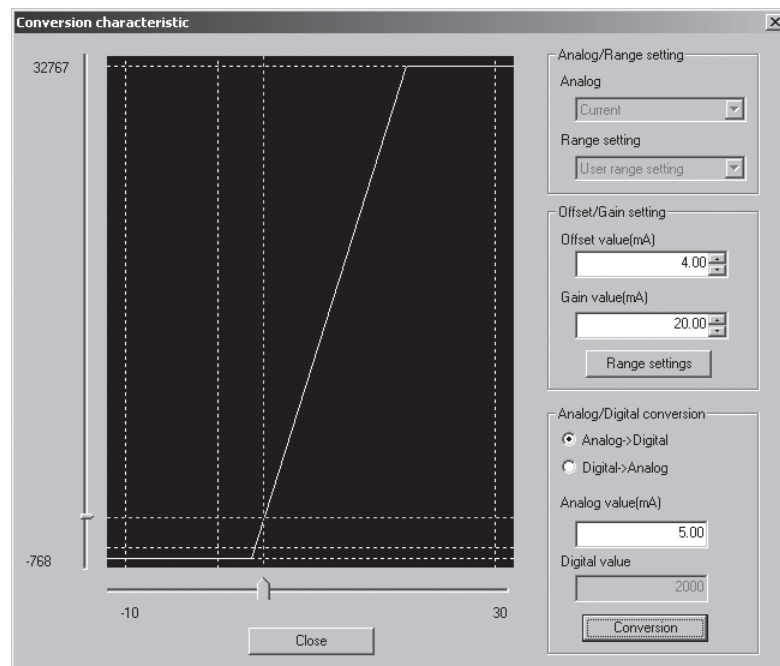 Conversion characteristic
32767
-768
-10
30
Close
Analog/Range setting
Analog
Current
Range setting
User range setting
Offset/Gain setting
Offset value(mA)
4.00
Gain value(mA)
20.00
Range settings
Analog/Digital conversion
Analog->Digital
Digital->Analog
Analog value(mA)
5.00
Digital value
2000
Conversion